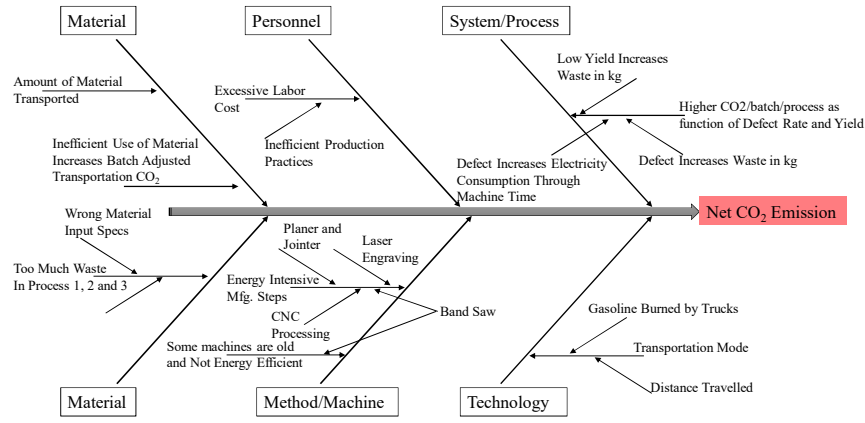 Material
Personnel
System/Process
Amount of Material
Transported
Excessive Labor
Cost
Low Yield Increases
Waste in kg
Higher CO2/batch/process as
function of Defect Rate and Yield
Inefficient Use of Material
Increases Batch Adjusted
Transportation CO₂
Inefficient Production
Practices
Defect Increases Electricity
Consumption Through
Machine Time
Defect Increases Waste in kg
Net CO₂ Emission
Wrong Material
Input Specs
Too Much Waste
In Process 1, 2 and 3
Planer and
Jointer
Laser
Engraving
Energy Intensive
Mfg. Steps
CNC
Processing
Band Saw
Some machines are old
and Not Energy Efficient
Gasoline Burned by Trucks
Transportation Mode
Distance Travelled
Material
Method/Machine
Technology